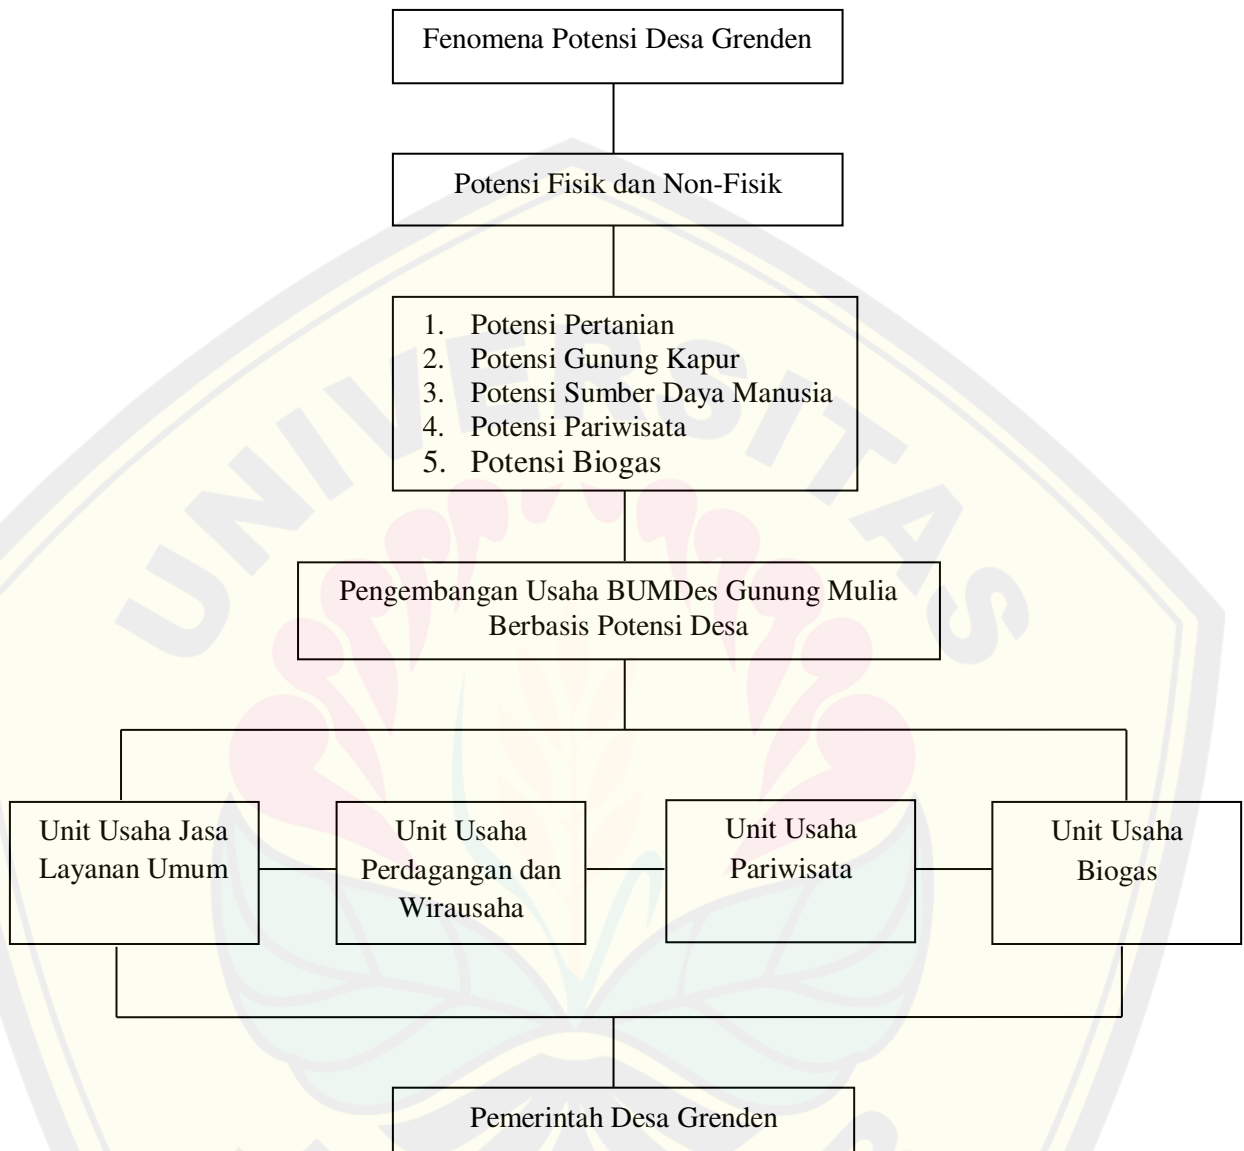 Fenomena Potensi Desa Grenden
Potensi Fisik dan Non-Fisik
1. Potensi Pertanian
2. Potensi Gunung Kapur
3. Potensi Sumber Daya Manusia
4. Potensi Pariwisata
5. Potensi Biogas
UNIVERSITAS
Pengembangan Usaha BUMDes Gunung Mulia
Berbasis Potensi Desa
Unit Usaha Jasa
Layanan Umum
Unit Usaha
Perdagangan dan
Wirausaha
Unit Usaha
Pariwisata
Unit Usaha
Biogas
Pemerintah Desa Grenden